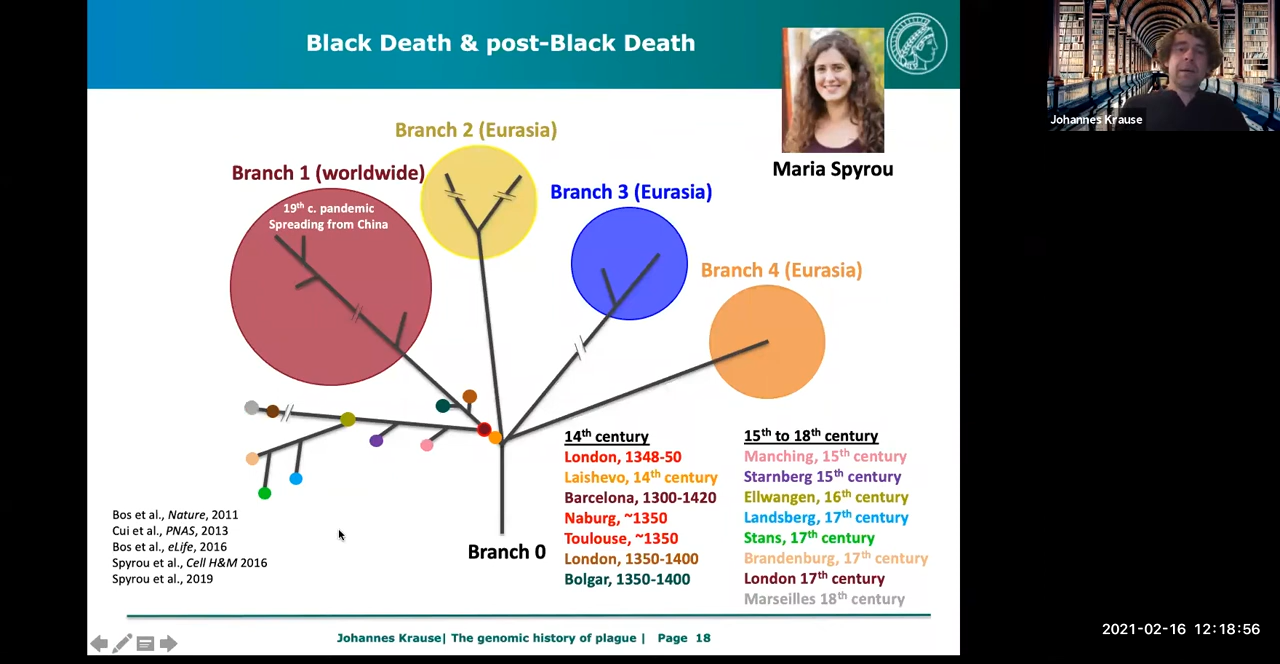 Black Death & post-Black Death
Johannes Krause
Maria Spyrou
Branch 2 (Eurasia)
Branch 1 (worldwide)
Branch 3 (Eurasia)
19th c. pandemic
Spreading from China
Branch 4 (Eurasia)
14th century
London, 1348-50
Laishevo, 14th century
Barcelona, 1300-1420
Naburg, ~1350
Toulouse, ~1350
London, 1350-1400
Bolgar, 1350-1400
15th to 18th century
Manching, 15th century
Starnberg 15th century
Ellwangen, 16th century
Landsberg, 17th century
Stans, 17th century
Brandenburg, 17th century
London 17th century
Marseilles 18th century
Bos et al., Nature, 2011
Cui et al., PNAS, 2013
Bos et al., eLife, 2016
Spyrou et al., Cell H&M 2016
Spyrou et al., 2019
Branch 0
Johannes Krause| The genomic history of plague | Page 18
2021-02-16 12:18:56